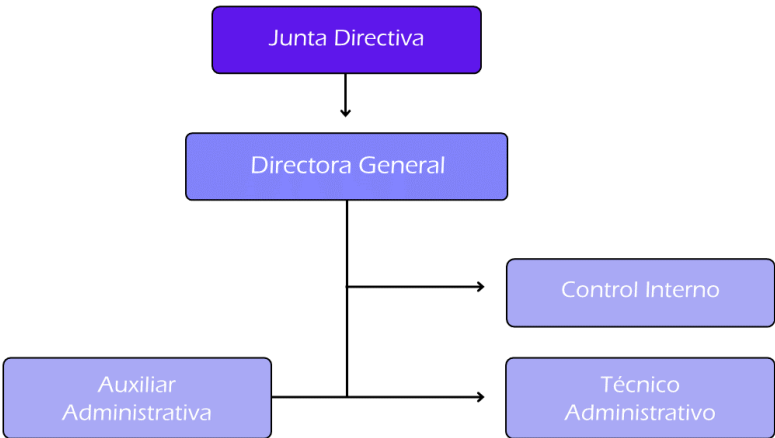 Junta Directiva
Directora General
Control Interno
Auxiliar
Administrativa
Técnico
Administrativo